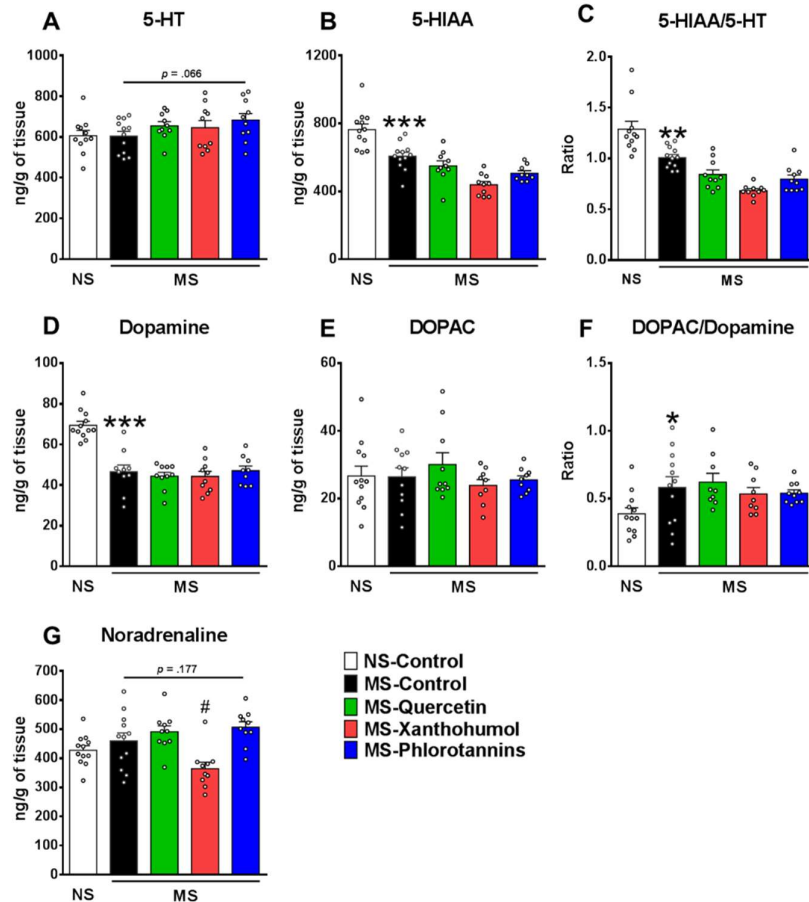 A 5-HT
p = .066
ng/g of tissue
1000
800
600
400
200
0
NS MS
B 5-HIAA
ng/g of tissue
1200
800
400
0
***
NS MS
C 5-HIAA/5-HT
Ratio
2.0
1.5
1.0
0.5
0.0
**
NS MS
D Dopamine
ng/g of tissue
100
80
60
40
20
0
***
NS MS
E DOPAC
ng/g of tissue
60
40
20
0
NS MS
F DOPAC/Dopamine
Ratio
1.5
1.0
0.5
0.0
*
NS MS
G Noradrenaline
p = .177
ng/g of tissue
700
600
500
400
300
200
100
0
#
NS MS
NS-Control
MS-Control
MS-Quercetin
MS-Xanthohumol
MS-Phlorotannins